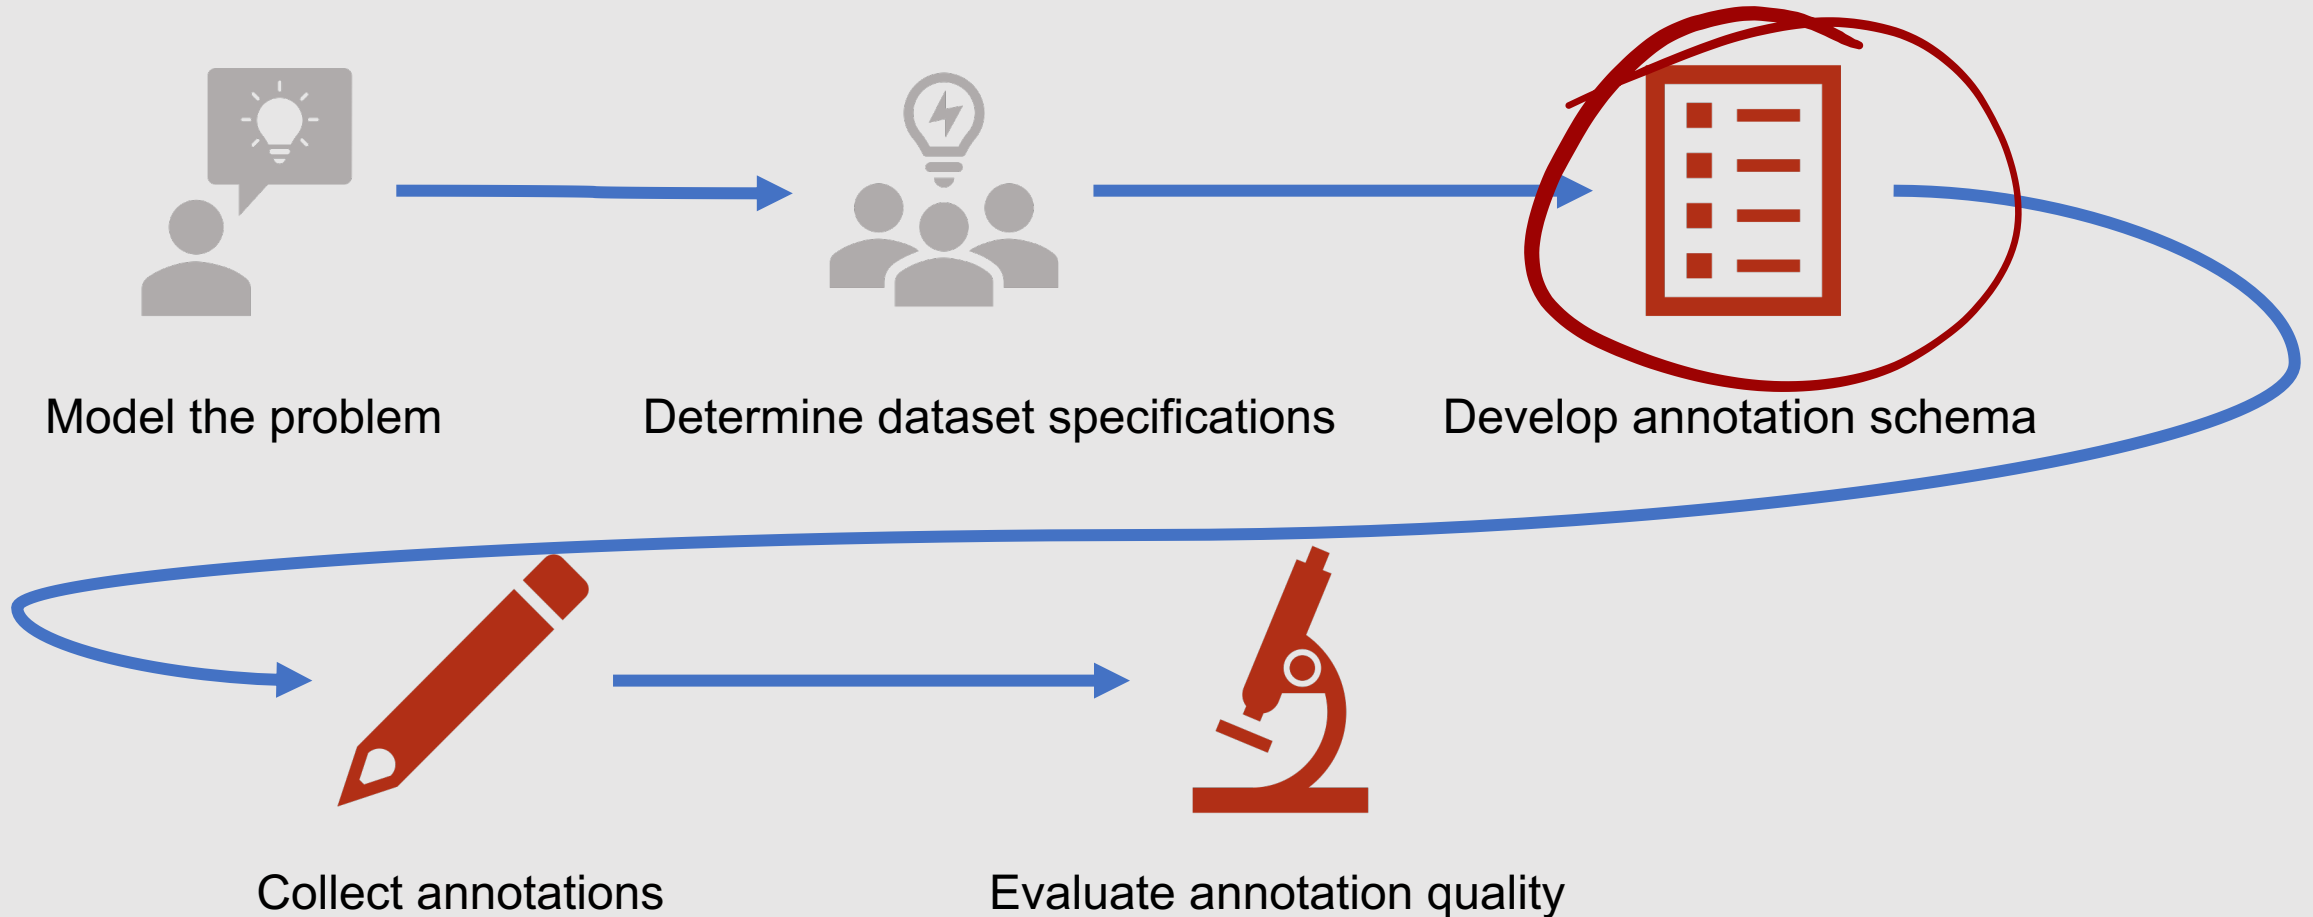 Model the problem
Determine dataset specifications
Develop annotation schema
Collect annotations
Evaluate annotation quality